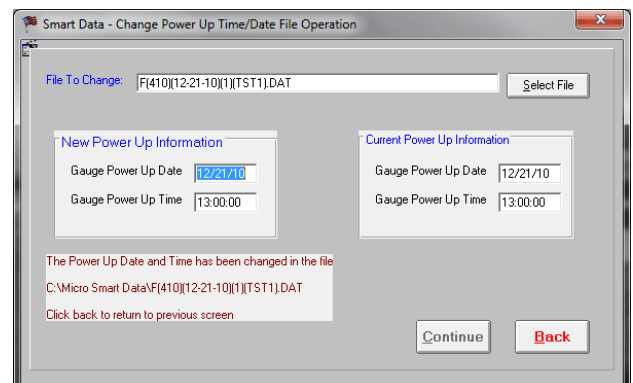 Smart Data - Change Power Up Time/Date File Operation
File To Change: F(410)(12-21-10)(1)(TST1).DAT Select File
New Power Up Information
Gauge Power Up Date 12/21/10
Gauge Power Up Time 13:00:00
Current Power Up Information
Gauge Power Up Date 12/21/10
Gauge Power Up Time 13:00:00
The Power Up Date and Time has been changed in the file
C:\Micro Smart Data\F(410)(12-21-10)(1)(TST1).DAT
Click back to return to previous screen
Continue Back